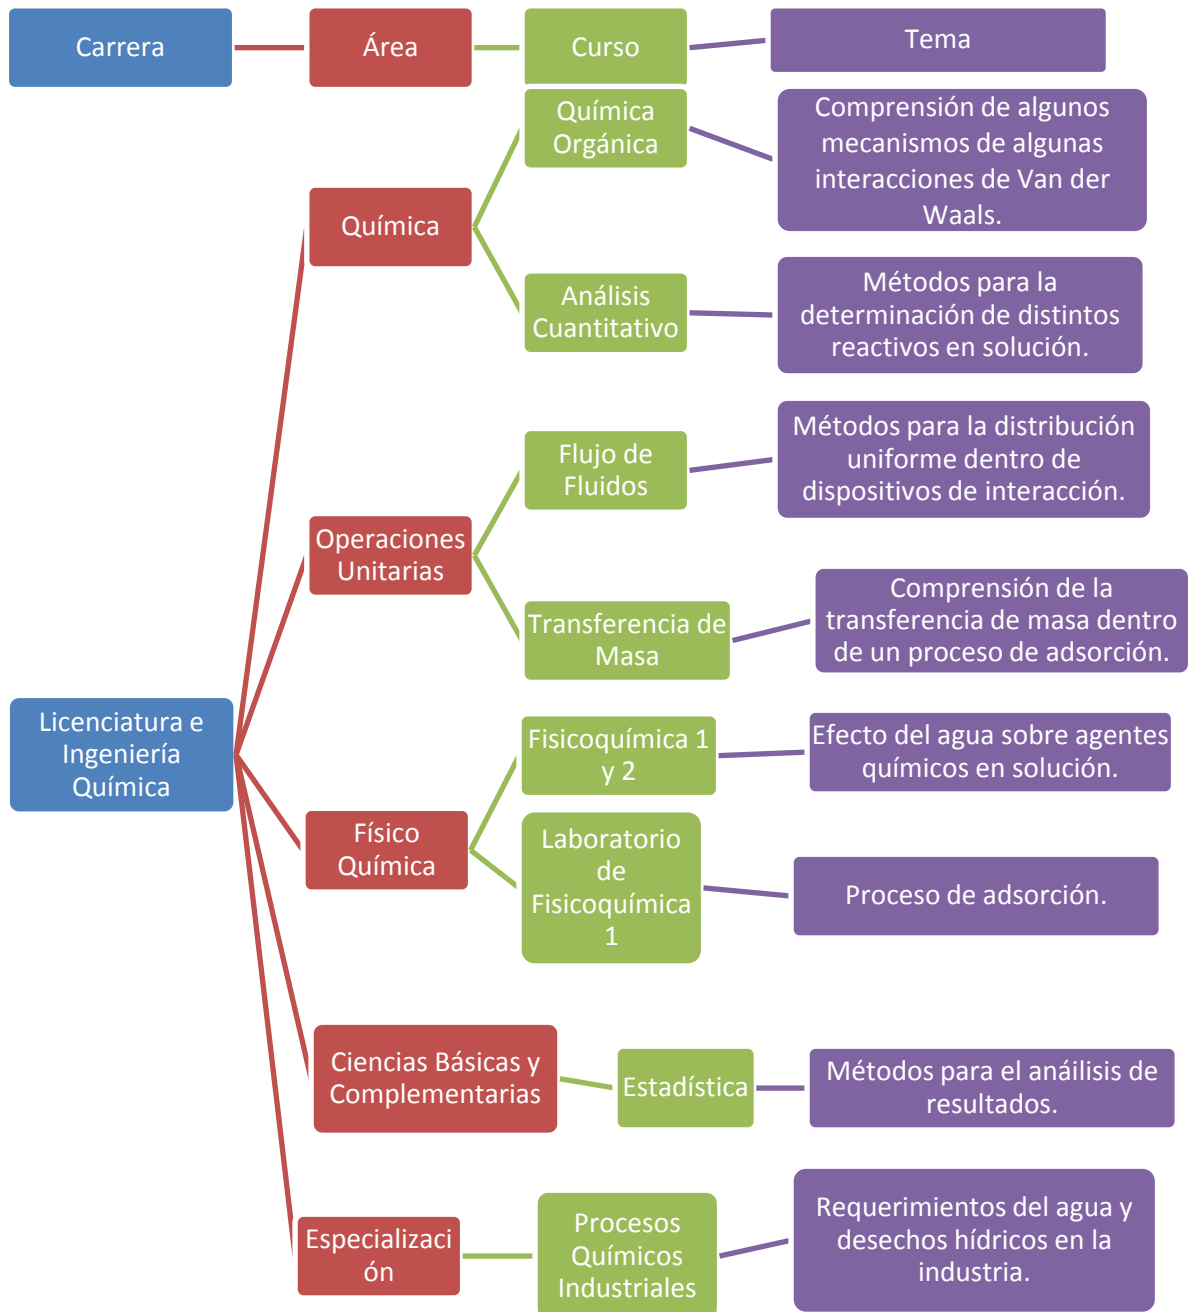 Carrera
Área
Curso
Tema
Química
Orgánica
Comprensión de algunos
mecanismos de algunas
interacciones de Van der
Waals.
Química
Análisis
Cuantitativo
Métodos para la
determinación de distintos
reactivos en solución.
Flujo de
Fluidos
Métodos para la distribución
uniforme dentro de
dispositivos de interacción.
Operaciones
Unitarias
Transferencia de
Masa
Comprensión de la
transferencia de masa dentro
de un proceso de adsorción.
Licenciatura e
Ingeniería
Química
Fisicoquímica 1
y 2
Efecto del agua sobre agentes
químicos en solución.
Físico
Química
Laboratorio
de
Fisicoquímica
1
Proceso de adsorción.
Ciencias Básicas y
Complementarias
Estadística
Métodos para el anáilisis de
resultados.
Especializaci
ón
Procesos
Químicos
Industriales
Requerimientos del agua y
desechos hídricos en la
industria.